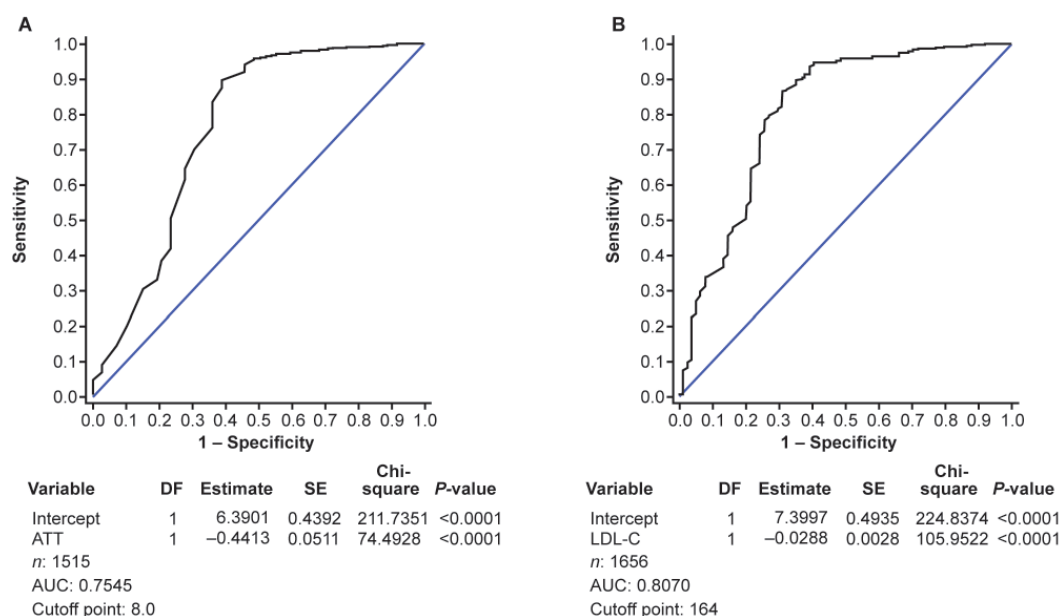 A
Sensitivity
1.0
0.9
0.8
0.7
0.6
0.5
0.4
0.3
0.2
0.1
0.0
0.0 0.1 0.2 0.3 0.4 0.5 0.6 0.7 0.8 0.9 1.0
1 – Specificity
Variable DF Estimate SE Chi-square P-value
Intercept 1 6.3901 0.4392 211.7351 <0.0001
ATT 1 –0.4413 0.0511 74.4928 <0.0001
n: 1515
AUC: 0.7545
Cutoff point: 8.0
B
Sensitivity
1.0
0.9
0.8
0.7
0.6
0.5
0.4
0.3
0.2
0.1
0.0
0.0 0.1 0.2 0.3 0.4 0.5 0.6 0.7 0.8 0.9 1.0
1 – Specificity
Variable DF Estimate SE Chi-square P-value
Intercept 1 7.3997 0.4935 224.8374 <0.0001
LDL-C 1 –0.0288 0.0028 105.9522 <0.0001
n: 1656
AUC: 0.8070
Cutoff point: 164